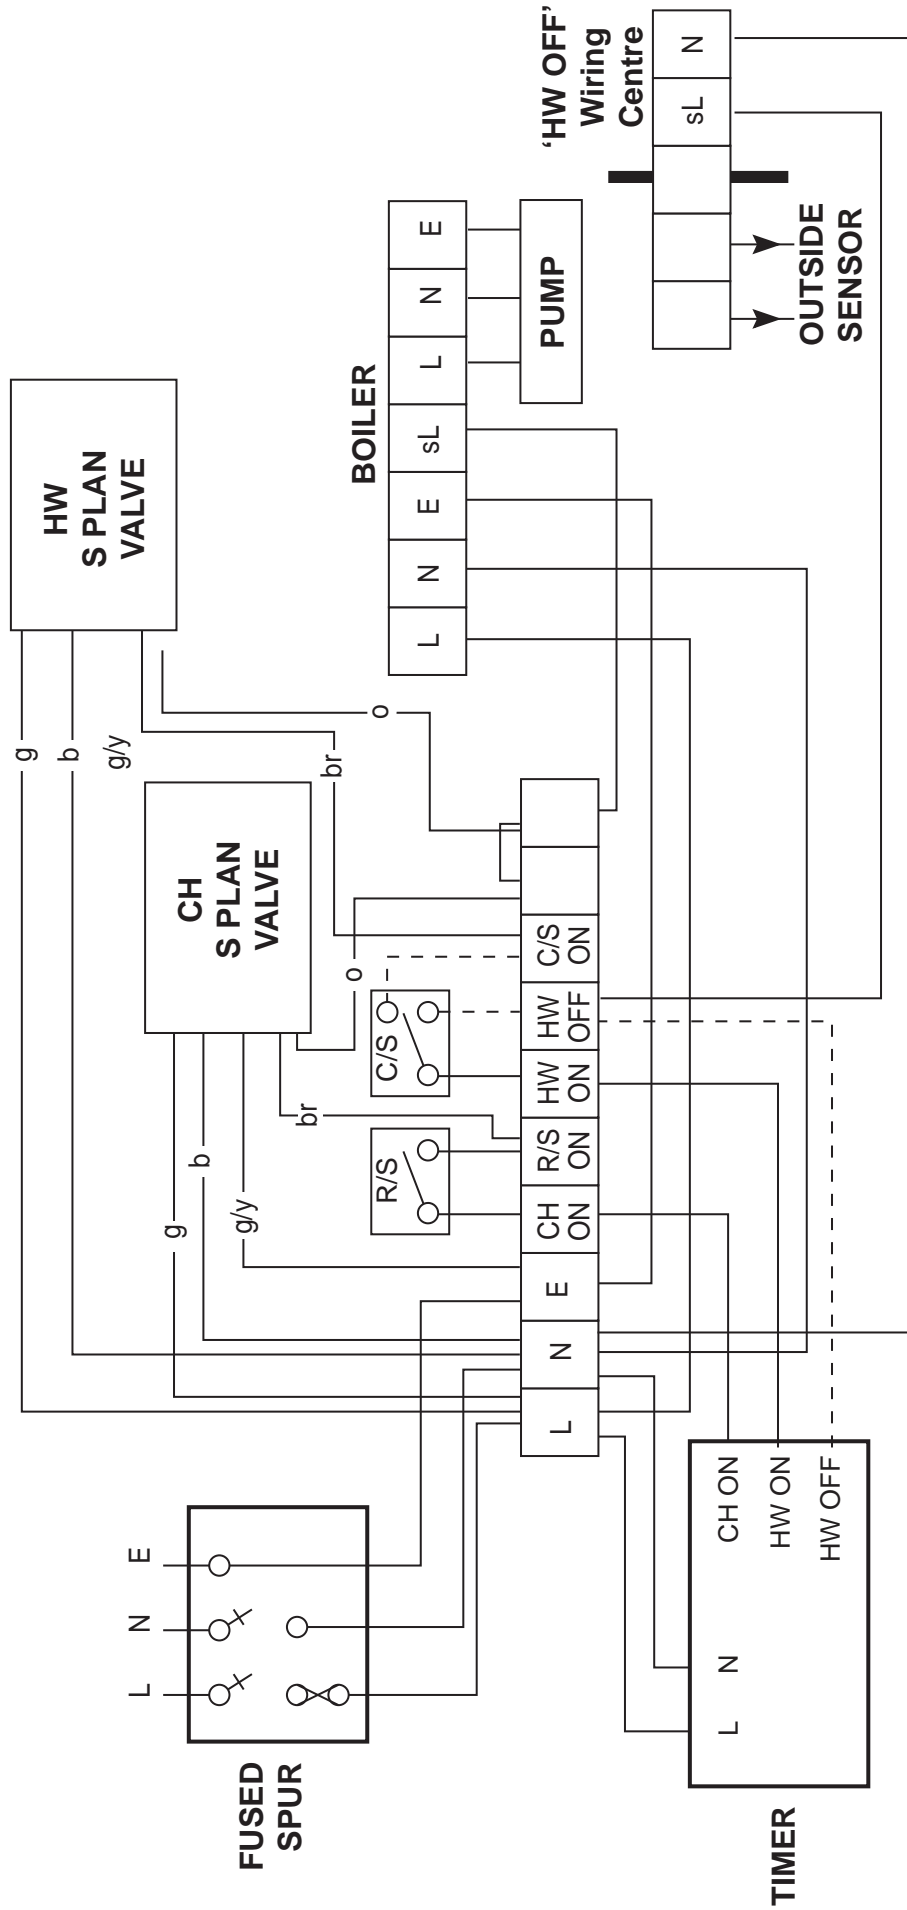 HW
S PLAN
VALVE
g
b
g/y
br
o
CH
S PLAN
VALVE
g
b
g/y
br
o
'HW OFF'
Wiring
Centre
N
sL
OUTSIDE
SENSOR
BOILER
L
N
E
sL
L
N
E
PUMP
C/S
R/S
L
N
E
CH
ON
R/S
ON
HW
ON
HW
OFF
C/S
ON
L
N
E
FUSED
SPUR
TIMER
L
N
CH ON
HW ON
HW OFF